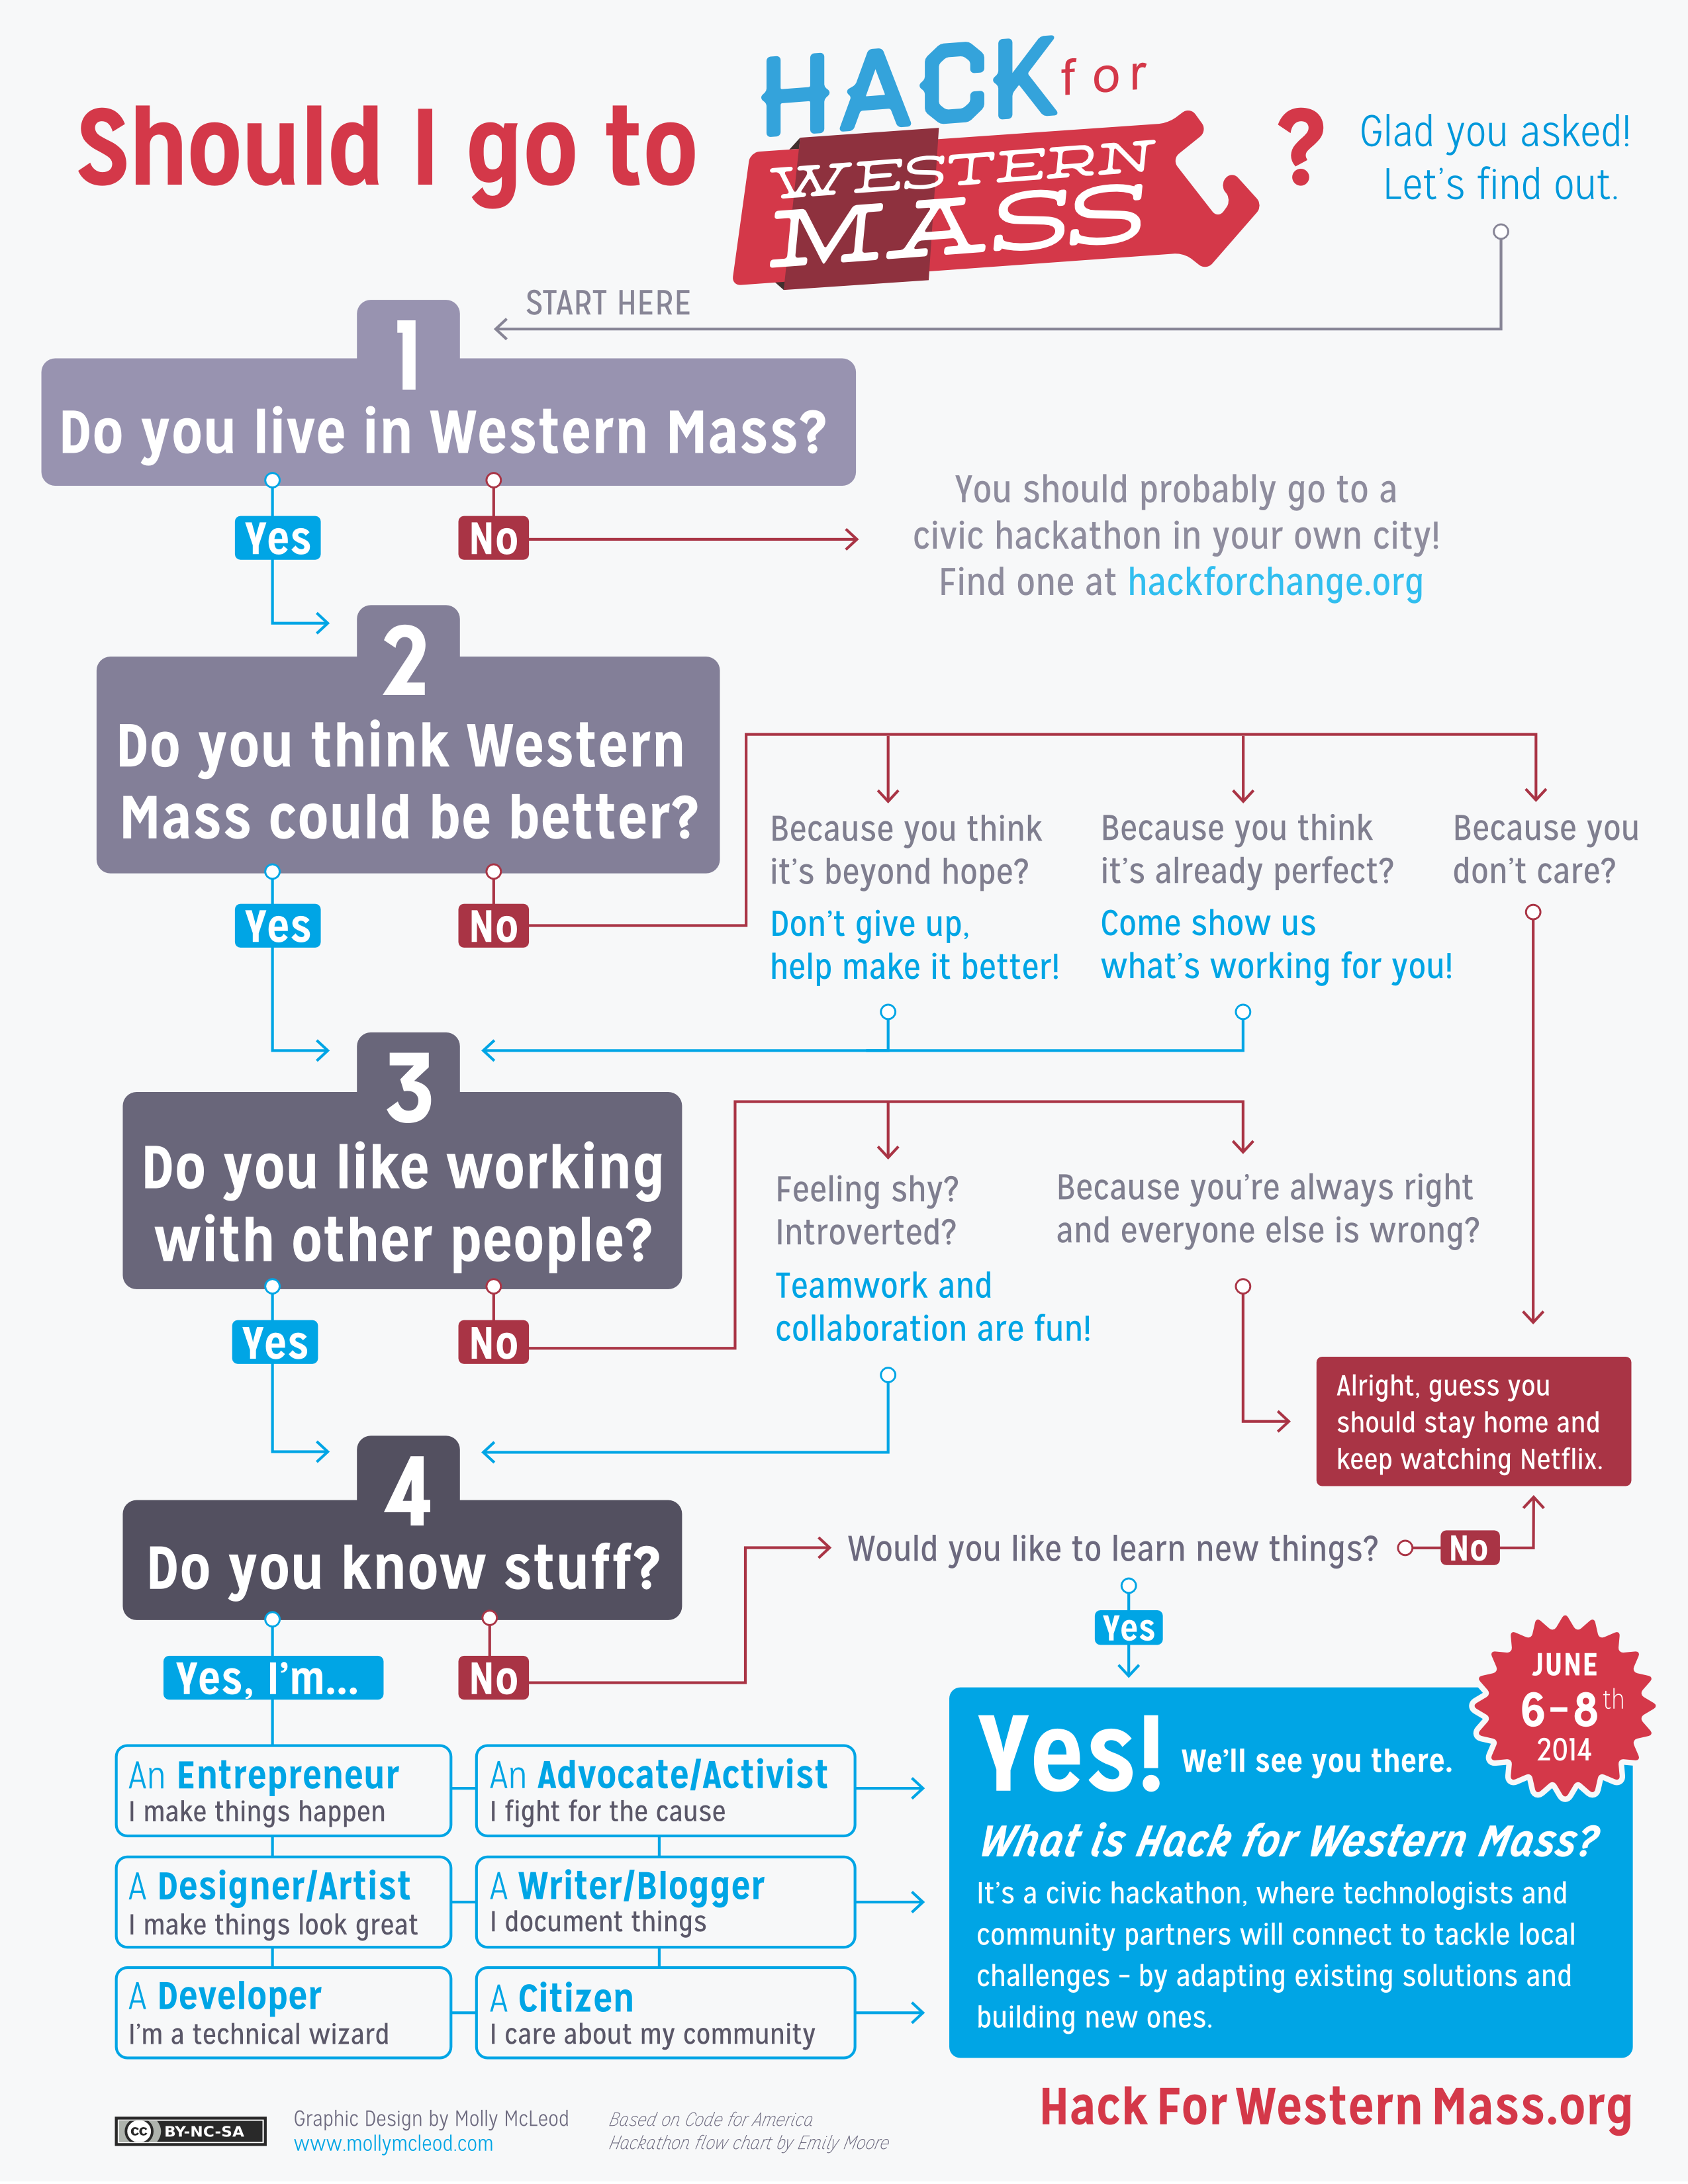 Should I go to
HACK for
WESTERN
MASS
?
Glad you asked!
Let's find out.
START HERE
1
Do you live in Western Mass?
Yes
No
You should probably go to a
civic hackathon in your own city!
Find one at hackforchange.org
2
Do you think Western
Mass could be better?
Yes
No
Because you think
it's beyond hope?
Don't give up,
help make it better!
Because you think
it's already perfect?
Come show us
what's working for you!
Because you
don't care?
3
Do you like working
with other people?
Yes
No
Feeling shy?
Introverted?
Teamwork and
collaboration are fun!
Because you're always right
and everyone else is wrong?
Alright, guess you
should stay home and
keep watching Netflix.
4
Do you know stuff?
Yes, I'm...
No
Would you like to learn new things?
No
Yes
An Entrepreneur
I make things happen
An Advocate/Activist
I fight for the cause
A Designer/Artist
I make things look great
A Writer/Blogger
I document things
A Developer
I'm a technical wizard
A Citizen
I care about my community
JUNE
6-8th
2014
Yes! We'll see you there.
What is Hack for Western Mass?
It's a civic hackathon, where technologists and
community partners will connect to tackle local
challenges – by adapting existing solutions and
building new ones.
Hack For Western Mass.org
cc BY-NC-SA
Graphic Design by Molly McLeod
www.mollymcleod.com
Based on Code for America
Hackathon flow chart by Emily Moore